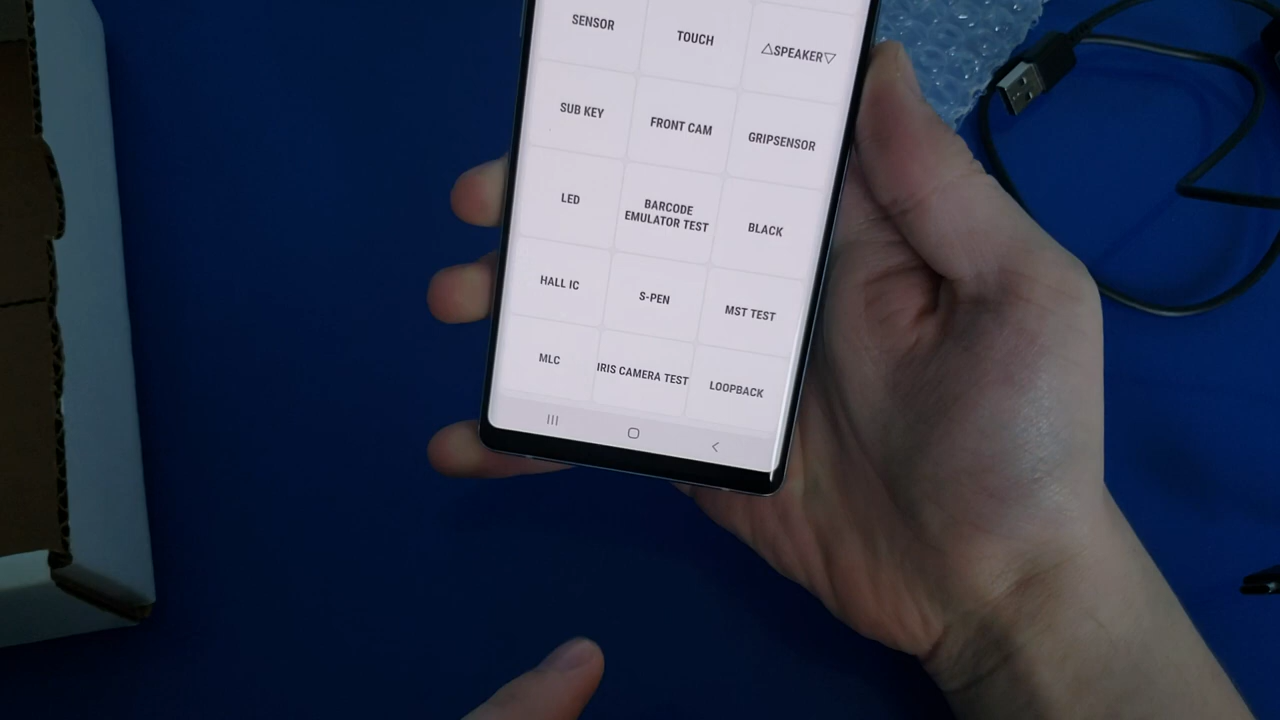 SENSOR
TOUCH
△SPEAKER▽
SUB KEY
FRONT CAM
GRIPSENSOR
LED
BARCODE
EMULATOR TEST
BLACK
HALL IC
S-PEN
MST TEST
MLC
IRIS CAMERA TEST
LOOPBACK